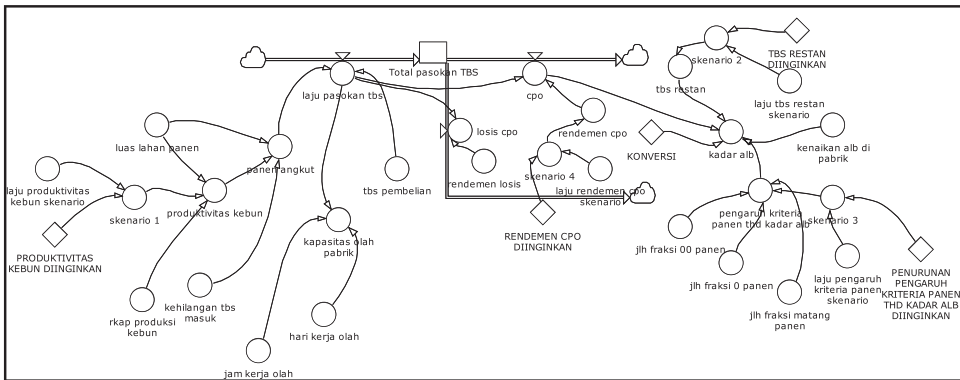 Total pasokan TBS
laju pasokan tbs
cpo
skenario 2
TBS RESTAN
DIINGINKAN
tbs restan
laju tbs restan
skenario
luas lahan panen
panen angkut
losis cpo
rendemen losis
rendemen cpo
skenario 4
laju rendemen cpo
skenario
KONVERSI
kadar alb
kenaikan alb di
pabrik
laju produktivitas
kebun skenario
skenario 1
produktivitas kebun
tbs pembelian
PRODUKTIVITAS
KEBUN DIINGINKAN
kapasitas olah
pabrik
RENDEMEN CPO
DIINGINKAN
pengaruh kriteria
panen thd kadar alb
skenario 3
jlh fraksi 00 panen
jlh fraksi 0 panen
laju pengaruh
kriteria panen
skenario
PENURUNAN
PENGARUH
KRITERIA PANEN
THD KADAR ALB
DIINGINKAN
rkap produksi
kebun
kehilangan tbs
masuk
hari kerja olah
jlh fraksi matang
panen
jam kerja olah